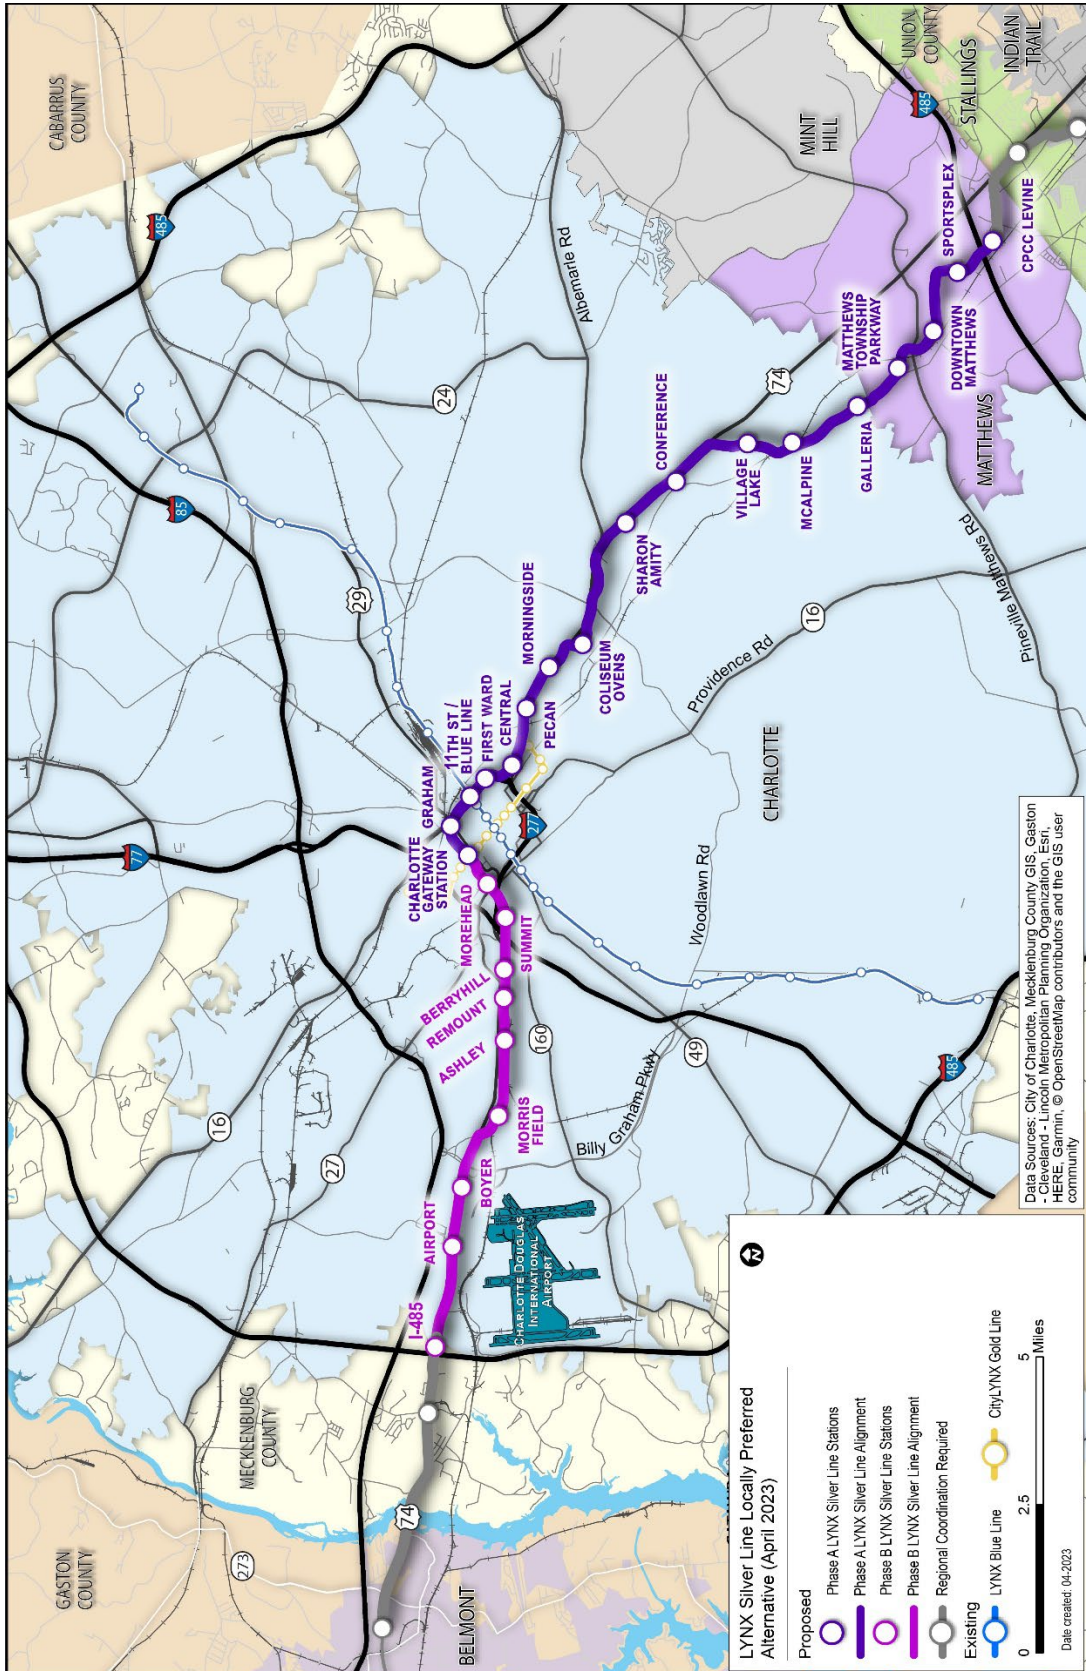 CABARRUS
COUNTY
UNION
COUNTY
INDIAN
TRAIL
STALLINGS
485
MINT
HILL
SPORTSPLEX
CPCC LEVINE
MATTHEWS
TOWNSHIP
PARKWAY
DOWNTOWN
MATTHEWS
MATTHEWS
485
Albemarle Rd
24
74
CONFERENCE
VILLAGE
LAKE
MCALPINE
GALLERIA
85
29
SHARON
AMITY
MORNINGSIDE
COLISEUM
OVENS
16
Providence Rd
Pineville Matthews Rd
PECAN
CENTRAL
FIRST WARD
11TH ST /
BLUE LINE
GRAHAM
CHARLOTTE
GATEWAY
STATION
77
277
CHARLOTTE
MOREHEAD
SUMMIT
BERRYHILL
REMOUNT
ASHLEY
160
Woodlawn Rd
49
485
16
27
MORRIS
FIELD
Billy Graham Pkwy
BOYER
AIRPORT
CHARLOTTE DOUGLAS
INTERNATIONAL
AIRPORT
I-485
MECKLENBURG
COUNTY
74
273
GASTON
COUNTY
BELMONT
LYNX Silver Line Locally Preferred
Alternative (April 2023)
N
Proposed
Phase A LYNX Silver Line Stations
Phase A LYNX Silver Line Alignment
Phase B LYNX Silver Line Stations
Phase B LYNX Silver Line Alignment
Regional Coordination Required
Existing
LYNX Blue Line
CityLYNX Gold Line
0
2.5
5
Miles
Date created: 04-2023
Data Sources: City of Charlotte, Mecklenburg County GIS, Gaston
- Cleveland - Lincoln Metropolitan Planning Organization, Esri,
HERE, Garmin, © OpenStreetMap contributors and the GIS user
community